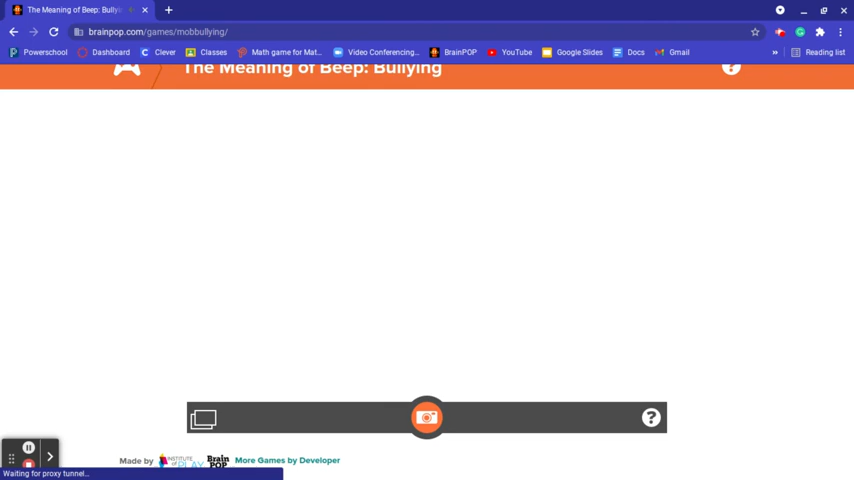 The Meaning of Beep: Bully
brainpop.com/games/mobbullying/
Powerschool Dashboard Clever Classes Math game for Mat... Video Conferencing... BrainPOP YouTube Google Slides Docs Gmail » Reading list
The Meaning of Beep: Bullying ?
?
Made by INSTITUTE of PLAY Brain POP More Games by Developer
Waiting for proxy tunnel...